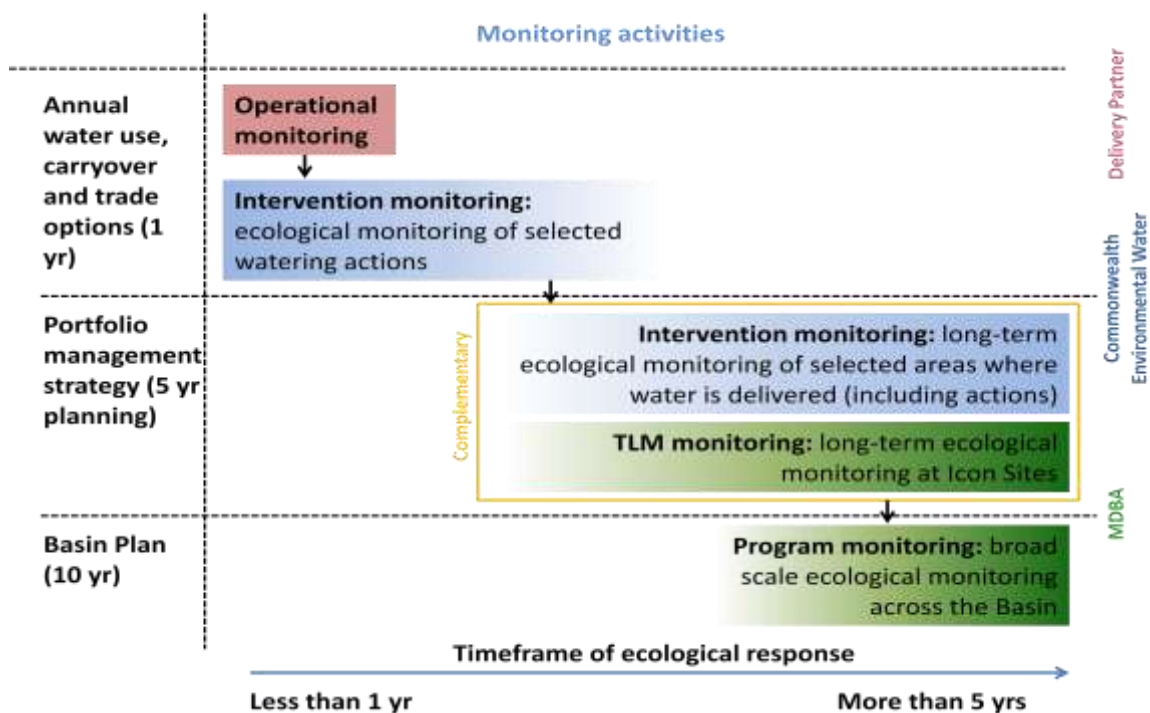 Monitoring activities
Annual
water use,
carryover
and trade
options (1
yr)
Operational
monitoring
Intervention monitoring:
ecological monitoring of selected
watering actions
Delivery Partner
Portfolio
management
strategy (5 yr
planning)
Complementary
Intervention monitoring: long-term
ecological monitoring of selected areas where
water is delivered (including actions)
TLM monitoring: long-term ecological
monitoring at Icon Sites
Commonwealth
Environmental Water
Basin Plan
(10 yr)
Program monitoring: broad
scale ecological monitoring
across the Basin
MDBA
Timeframe of ecological response
Less than 1 yr
More than 5 yrs